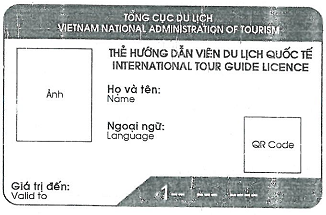 TỔNG CỤC DU LỊCH
VIETNAM NATIONAL ADMINISTRATION OF TOURISM
THẺ HƯỚNG DẪN VIÊN DU LỊCH QUỐC TẾ
INTERNATIONAL TOUR GUIDE LICENCE
Ảnh
Họ và tên:
Name
Ngoại ngữ:
Language
QR Code
Giá trị đến:
Valid to
1-- --- ----